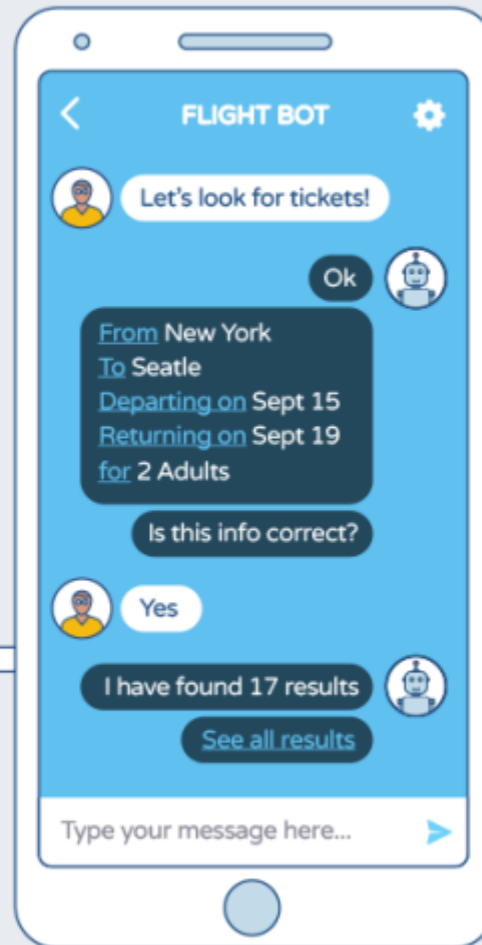 FLIGHT BOT
Let's look for tickets!
Ok
From New York
To Seatle
Departing on Sept 15
Returning on Sept 19
for 2 Adults
Is this info correct?
Yes
I have found 17 results
See all results
Type your message here...